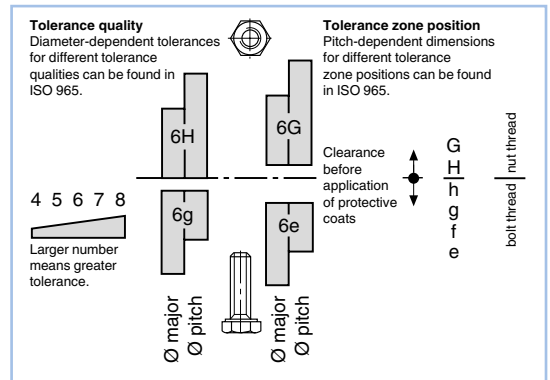 Tolerance quality
Diameter-dependent tolerances
for different tolerance
qualities can be found in
ISO 965.
Tolerance zone position
Pitch-dependent dimensions
for different tolerance
zone positions can be found
in ISO 965.
6H
6G
Clearance
before
application
of protective
coats
G
H
h
g
f
e
nut thread
bolt thread
4 5 6 7 8
Larger number
means greater
tolerance.
6g
6e
Ø major
Ø pitch
Ø major
Ø pitch